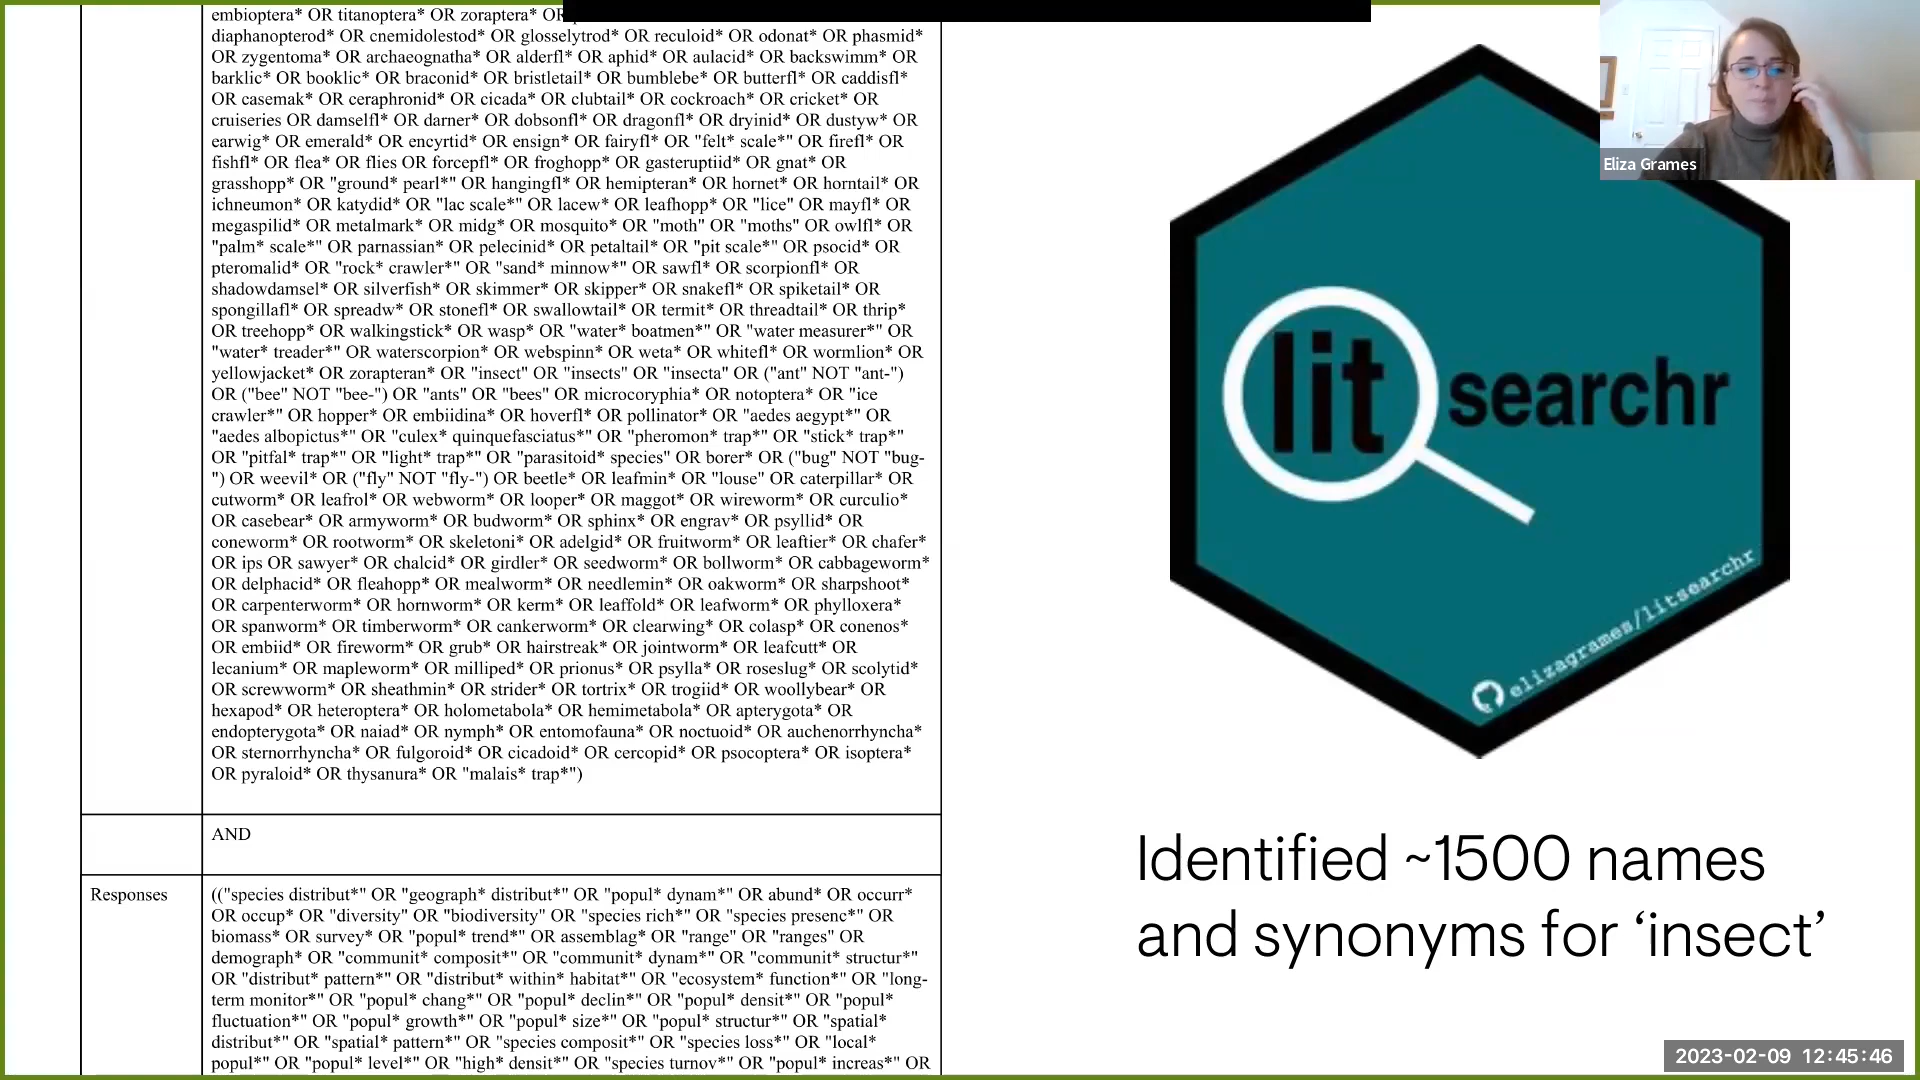 embioptera* OR titanoptera* OR zoraptera* OR
diaphanopterod* OR cnemidolestod* OR glosselytrod* OR reculoid* OR odonat* OR phasmid*
OR zygentoma* OR archaeognatha* OR alderfl* OR aphid* OR aulacid* OR backswimm* OR
barklic* OR booklic* OR braconid* OR bristletail* OR bumblebe* OR butterfl* OR caddisfl*
OR casemak* OR ceraphronid* OR cicada* OR clubtail* OR cockroach* OR cricket* OR
cruiseries OR damselfl* OR darner* OR dobsonfl* OR dragonfl* OR dryinid* OR dustyw* OR
earwig* OR emerald* OR encyrtid* OR ensign* OR fairyfl* OR "felt* scale*" OR firefl* OR
fishfl* OR flea* OR flies OR forcepfl* OR froghopp* OR gasteruptiid* OR gnat* OR
grasshopp* OR "ground* pearl*" OR hangingfl* OR hemipteran* OR hornet* OR horntail* OR
ichneumon* OR katydid* OR "lac scale*" OR lacew* OR leafhopp* OR "lice" OR mayfl* OR
megaspilid* OR metalmark* OR midg* OR mosquito* OR "moth" OR "moths" OR owlfl* OR
"palm* scale*" OR parnassian* OR pelecinid* OR petaltail* OR "pit scale*" OR psocid* OR
pteromalid* OR "rock* crawler*" OR "sand* minnow*" OR sawfl* OR scorpionfl* OR
shadowdamsel* OR silverfish* OR skimmer* OR skipper* OR snakefl* OR spiketail* OR
spongillafl* OR spreadw* OR stonefl* OR swallowtail* OR termit* OR threadtail* OR thrip*
OR treehopp* OR walkingstick* OR wasp* OR "water* boatmen*" OR "water measurer*" OR
"water* treader*" OR waterscorpion* OR webspinn* OR weta* OR whitefl* OR wormlion* OR
yellowjacket* OR zorapteran* OR "insect" OR "insects" OR "insecta" OR ("ant" NOT "ant-")
OR ("bee" NOT "bee-") OR "ants" OR "bees" OR microcoryphia* OR notoptera* OR "ice
crawler*" OR hopper* OR embiidina* OR hoverfl* OR pollinator* OR "aedes aegypt*" OR
"aedes albopictus*" OR "culex* quinquefasciatus*" OR "pheromon* trap*" OR "stick* trap*"
OR "pitfal* trap*" OR "light* trap*" OR "parasitoid* species" OR borer* OR ("bug" NOT "bug-
") OR weevil* OR ("fly" NOT "fly-") OR beetle* OR leafmin* OR "louse" OR caterpillar* OR
cutworm* OR leafrol* OR webworm* OR looper* OR maggot* OR wireworm* OR curculio*
OR casebear* OR armyworm* OR budworm* OR sphinx* OR engrav* OR psyllid* OR
coneworm* OR rootworm* OR skeletoni* OR adelgid* OR fruitworm* OR leaftier* OR chafer*
OR ips OR sawyer* OR chalcid* OR girdler* OR seedworm* OR bollworm* OR cabbageworm*
OR delphacid* OR fleahopp* OR mealworm* OR needlemin* OR oakworm* OR sharpshoot*
OR carpenterworm* OR hornworm* OR kerm* OR leaffold* OR leafworm* OR phylloxera*
OR spanworm* OR timberworm* OR cankerworm* OR clearwing* OR colasp* OR conenos*
OR embiid* OR fireworm* OR grub* OR hairstreak* OR jointworm* OR leafcutt* OR
lecanium* OR mapleworm* OR milliped* OR prionus* OR psylla* OR roseslug* OR scolytid*
OR screwworm* OR sheathmin* OR strider* OR tortrix* OR trogiid* OR woollybear* OR
hexapod* OR heteroptera* OR holometabola* OR hemimetabola* OR apterygota* OR
endopterygota* OR naiad* OR nymph* OR entomofauna* OR noctuoid* OR auchenorrhyncha*
OR sternorrhyncha* OR fulgoroid* OR cicadoid* OR cercopid* OR psocoptera* OR isoptera*
OR pyraloid* OR thysanura* OR "malais* trap*")
AND
Responses
(("species distribut*" OR "geograph* distribut*" OR "popul* dynam*" OR abund* OR occurr*
OR occup* OR "diversity" OR "biodiversity" OR "species rich*" OR "species presenc*" OR
biomass* OR survey* OR "popul* trend*" OR assemblag* OR "range" OR "ranges" OR
demograph* OR "communit* composit*" OR "communit* dynam*" OR "communit* structur*"
OR "distribut* pattern*" OR "distribut* within* habitat*" OR "ecosystem* function*" OR "long-
term monitor*" OR "popul* chang*" OR "popul* declin*" OR "popul* densit*" OR "popul*
fluctuation*" OR "popul* growth*" OR "popul* size*" OR "popul* structur*" OR "spatial*
distribut*" OR "spatial* pattern*" OR "species composit*" OR "species loss*" OR "local*
popul*" OR "popul* level*" OR "high* densit*" OR "species turnov*" OR "popul* increas*" OR
lit searchr
elizagrames/litsearchr
Identified ~1500 names
and synonyms for ‘insect’
Eliza Grames
2023-02-09 12:45:46